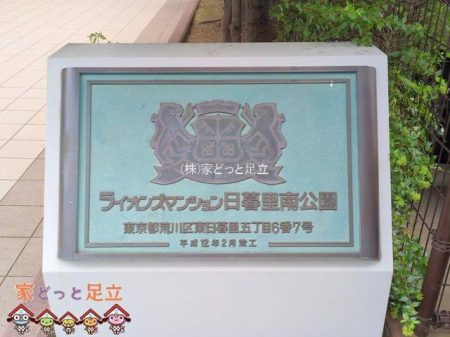 (株)家どっと足立
ライオンズマンション日暮里南公園
東京都荒川区東日暮里五丁目6番7号
平成12年2月竣工
家どっと足立